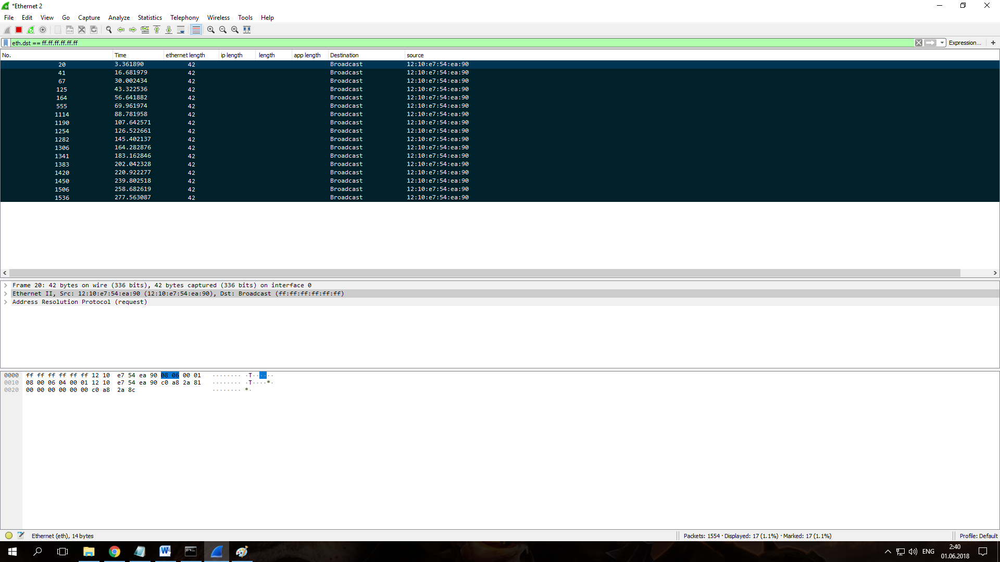 *Ethernet 2
File Edit View Go Capture Analyze Statistics Telephony Wireless Tools Help
eth.dst == ff.ff.ff.ff.ff.ff Expression... +
No. Time ethernet length ip length length app length Destination source
20 3.361890 42 Broadcast 12:10:e7:54:ea:90
41 16.681979 42 Broadcast 12:10:e7:54:ea:90
67 30.002434 42 Broadcast 12:10:e7:54:ea:90
125 43.322536 42 Broadcast 12:10:e7:54:ea:90
164 56.641882 42 Broadcast 12:10:e7:54:ea:90
555 69.961974 42 Broadcast 12:10:e7:54:ea:90
1114 88.781958 42 Broadcast 12:10:e7:54:ea:90
1190 107.642571 42 Broadcast 12:10:e7:54:ea:90
1254 126.522661 42 Broadcast 12:10:e7:54:ea:90
1282 145.402137 42 Broadcast 12:10:e7:54:ea:90
1306 164.282876 42 Broadcast 12:10:e7:54:ea:90
1341 183.162846 42 Broadcast 12:10:e7:54:ea:90
1383 202.042328 42 Broadcast 12:10:e7:54:ea:90
1420 220.922277 42 Broadcast 12:10:e7:54:ea:90
1450 239.802518 42 Broadcast 12:10:e7:54:ea:90
1506 258.682619 42 Broadcast 12:10:e7:54:ea:90
1536 277.563087 42 Broadcast 12:10:e7:54:ea:90
Frame 20: 42 bytes on wire (336 bits), 42 bytes captured (336 bits) on interface 0
Ethernet II, Src: 12:10:e7:54:ea:90 (12:10:e7:54:ea:90), Dst: Broadcast (ff:ff:ff:ff:ff:ff)
Address Resolution Protocol (request)
0000 ff ff ff ff ff ff 12 10 e7 54 ea 90 08 06 00 01 ········ ·T······
0010 08 00 06 04 00 01 12 10 e7 54 ea 90 c0 a8 2a 81 ········ ·T····*·
0020 00 00 00 00 00 00 c0 a8 2a 8c ········ *·
Ethernet (eth), 14 bytes Packets: 1554 · Displayed: 17 (1.1%) · Marked: 17 (1.1%) Profile: Default
ENG 2:40
01.06.2018